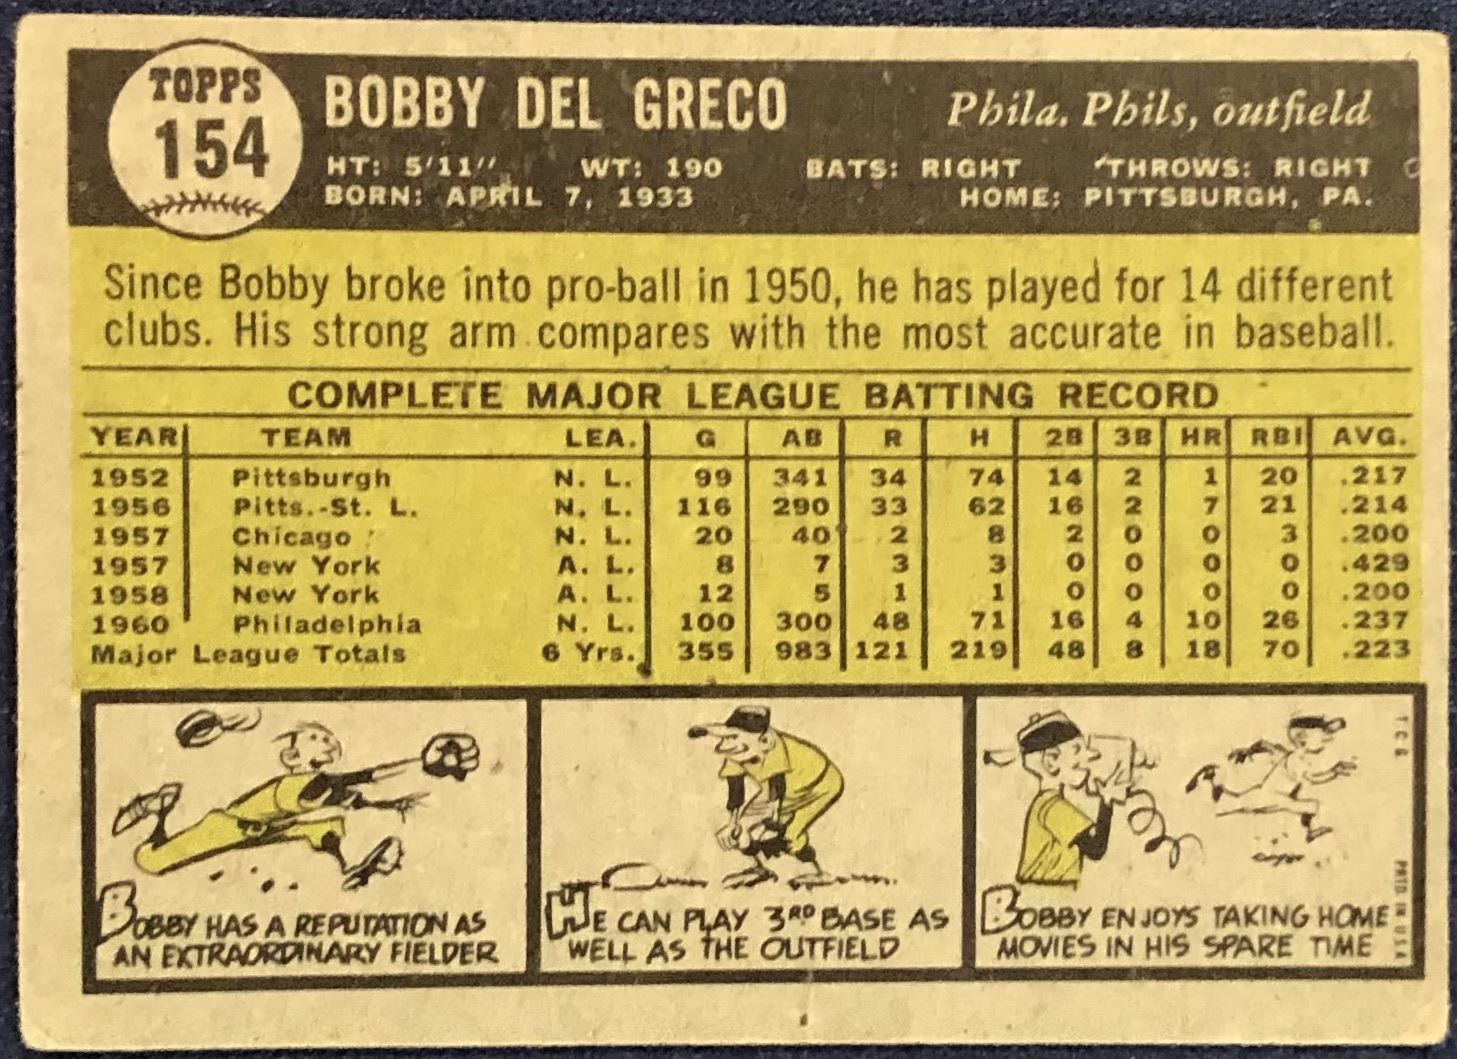 TOPPS
154
BOBBY DEL GRECO
Phila. Phils, outfield
HT: 5'11" WT: 190 BATS: RIGHT THROWS: RIGHT
BORN: APRIL 7, 1933 HOME: PITTSBURGH, PA.
Since Bobby broke into pro-ball in 1950, he has played for 14 different
clubs. His strong arm compares with the most accurate in baseball.
COMPLETE MAJOR LEAGUE BATTING RECORD
YEAR TEAM LEA. G AB R H 2B 3B HR RBI AVG.
1952 Pittsburgh N. L. 99 341 34 74 14 2 1 20 .217
1956 Pitts.-St. L. N. L. 116 290 33 62 16 2 7 21 .214
1957 Chicago N. L. 20 40 2 8 2 0 0 3 .200
1957 New York A. L. 8 7 3 3 0 0 0 0 .429
1958 New York A. L. 12 5 1 1 0 0 0 0 .200
1960 Philadelphia N. L. 100 300 48 71 16 4 10 26 .237
Major League Totals 6 Yrs. 355 983 121 219 48 8 18 70 .223
BOBBY HAS A REPUTATION AS
AN EXTRAORDINARY FIELDER
HE CAN PLAY 3RD BASE AS
WELL AS THE OUTFIELD
BOBBY ENJOYS TAKING HOME
MOVIES IN HIS SPARE TIME
T.C.G.
PRTD. IN U.S.A.